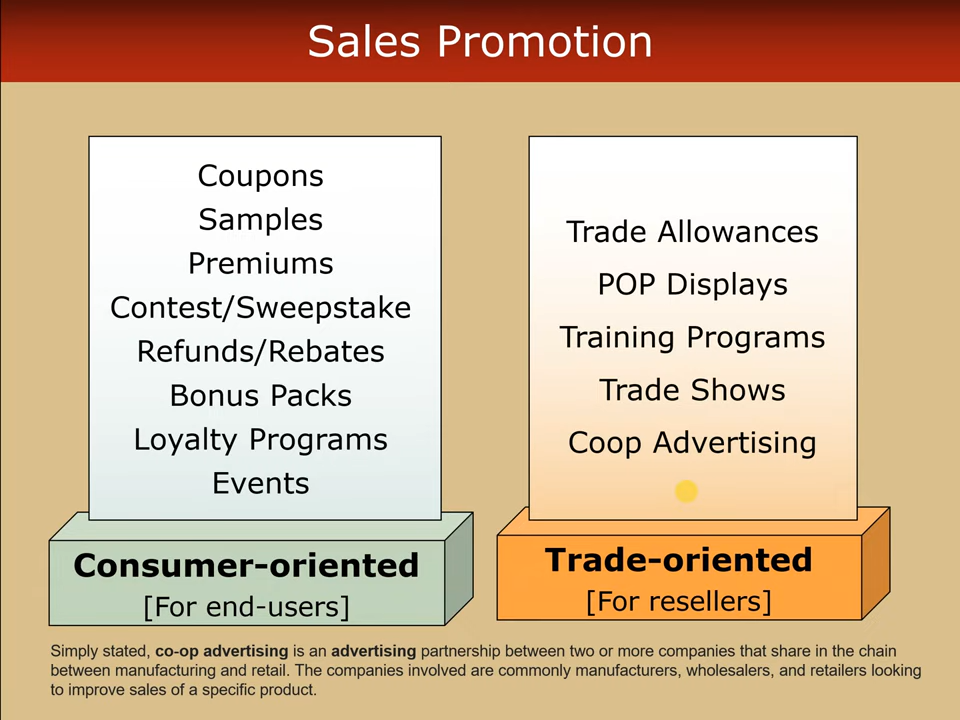 Sales Promotion
Coupons
Samples
Premiums
Contest/Sweepstake
Refunds/Rebates
Bonus Packs
Loyalty Programs
Events
Consumer-oriented
[For end-users]
Trade Allowances
POP Displays
Training Programs
Trade Shows
Coop Advertising
Trade-oriented
[For resellers]
Simply stated, co-op advertising is an advertising partnership between two or more companies that share in the chain
between manufacturing and retail. The companies involved are commonly manufacturers, wholesalers, and retailers looking
to improve sales of a specific product.